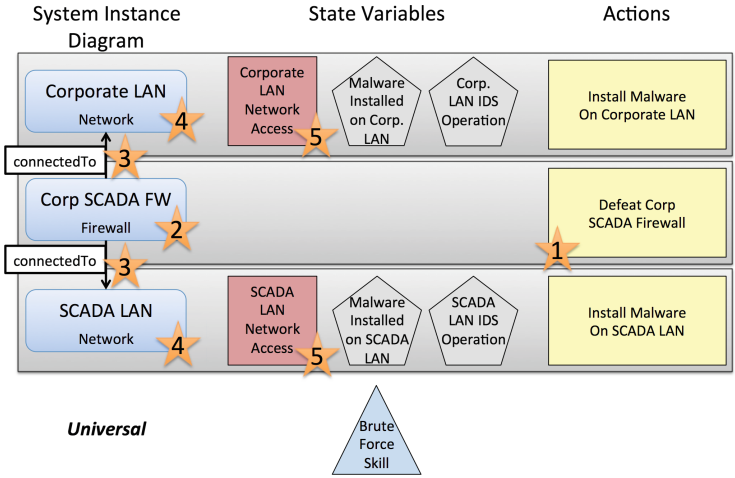 System Instance
Diagram
State Variables
Actions
Corporate LAN
Network
4
Corporate
LAN
Network
Access
5
Malware
Installed
on Corp.
LAN
Corp.
LAN IDS
Operation
Install Malware
On Corporate LAN
connectedTo
3
Corp SCADA FW
Firewall
2
Defeat Corp
SCADA Firewall
1
connectedTo
3
SCADA LAN
Network
4
SCADA
LAN
Network
Access
5
Malware
Installed
on SCADA
LAN
SCADA
LAN IDS
Operation
Install Malware
On SCADA LAN
Universal
Brute
Force
Skill